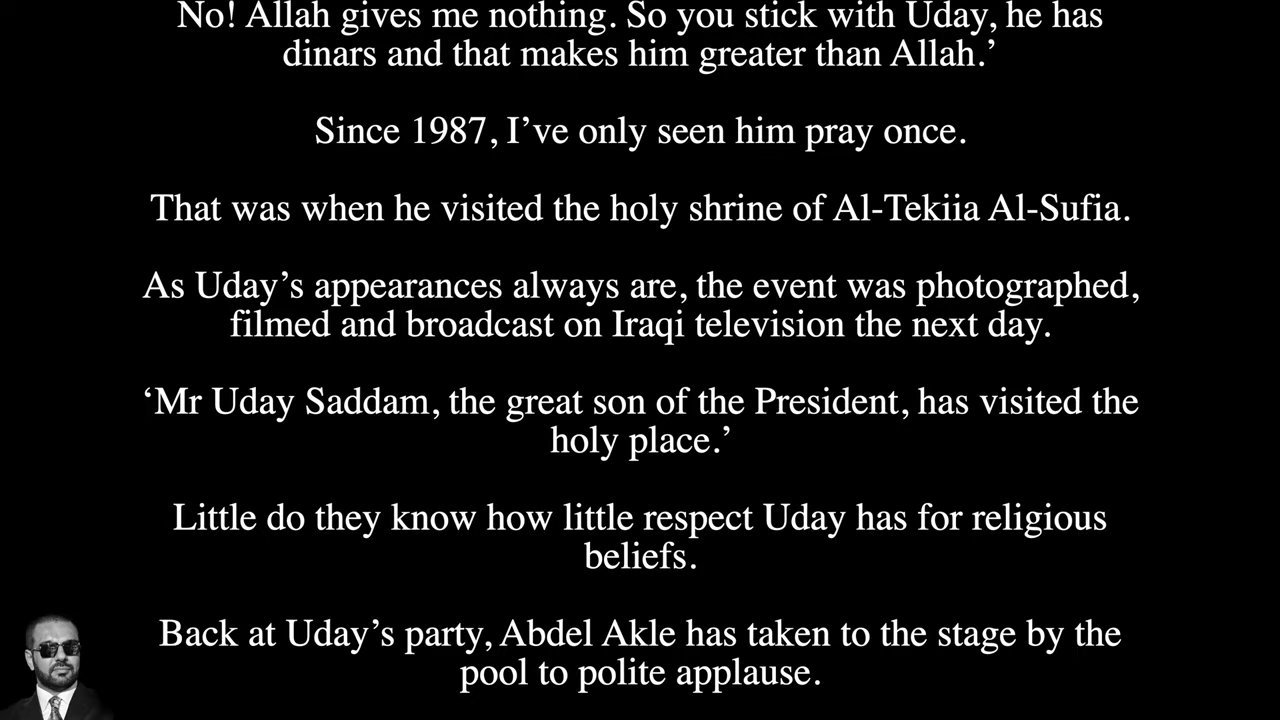 No! Allah gives me nothing. So you stick with Uday, he has
dinars and that makes him greater than Allah.’
Since 1987, I’ve only seen him pray once.
That was when he visited the holy shrine of Al-Tekiia Al-Sufia.
As Uday’s appearances always are, the event was photographed,
filmed and broadcast on Iraqi television the next day.
‘Mr Uday Saddam, the great son of the President, has visited the
holy place.’
Little do they know how little respect Uday has for religious
beliefs.
Back at Uday’s party, Abdel Akle has taken to the stage by the
pool to polite applause.